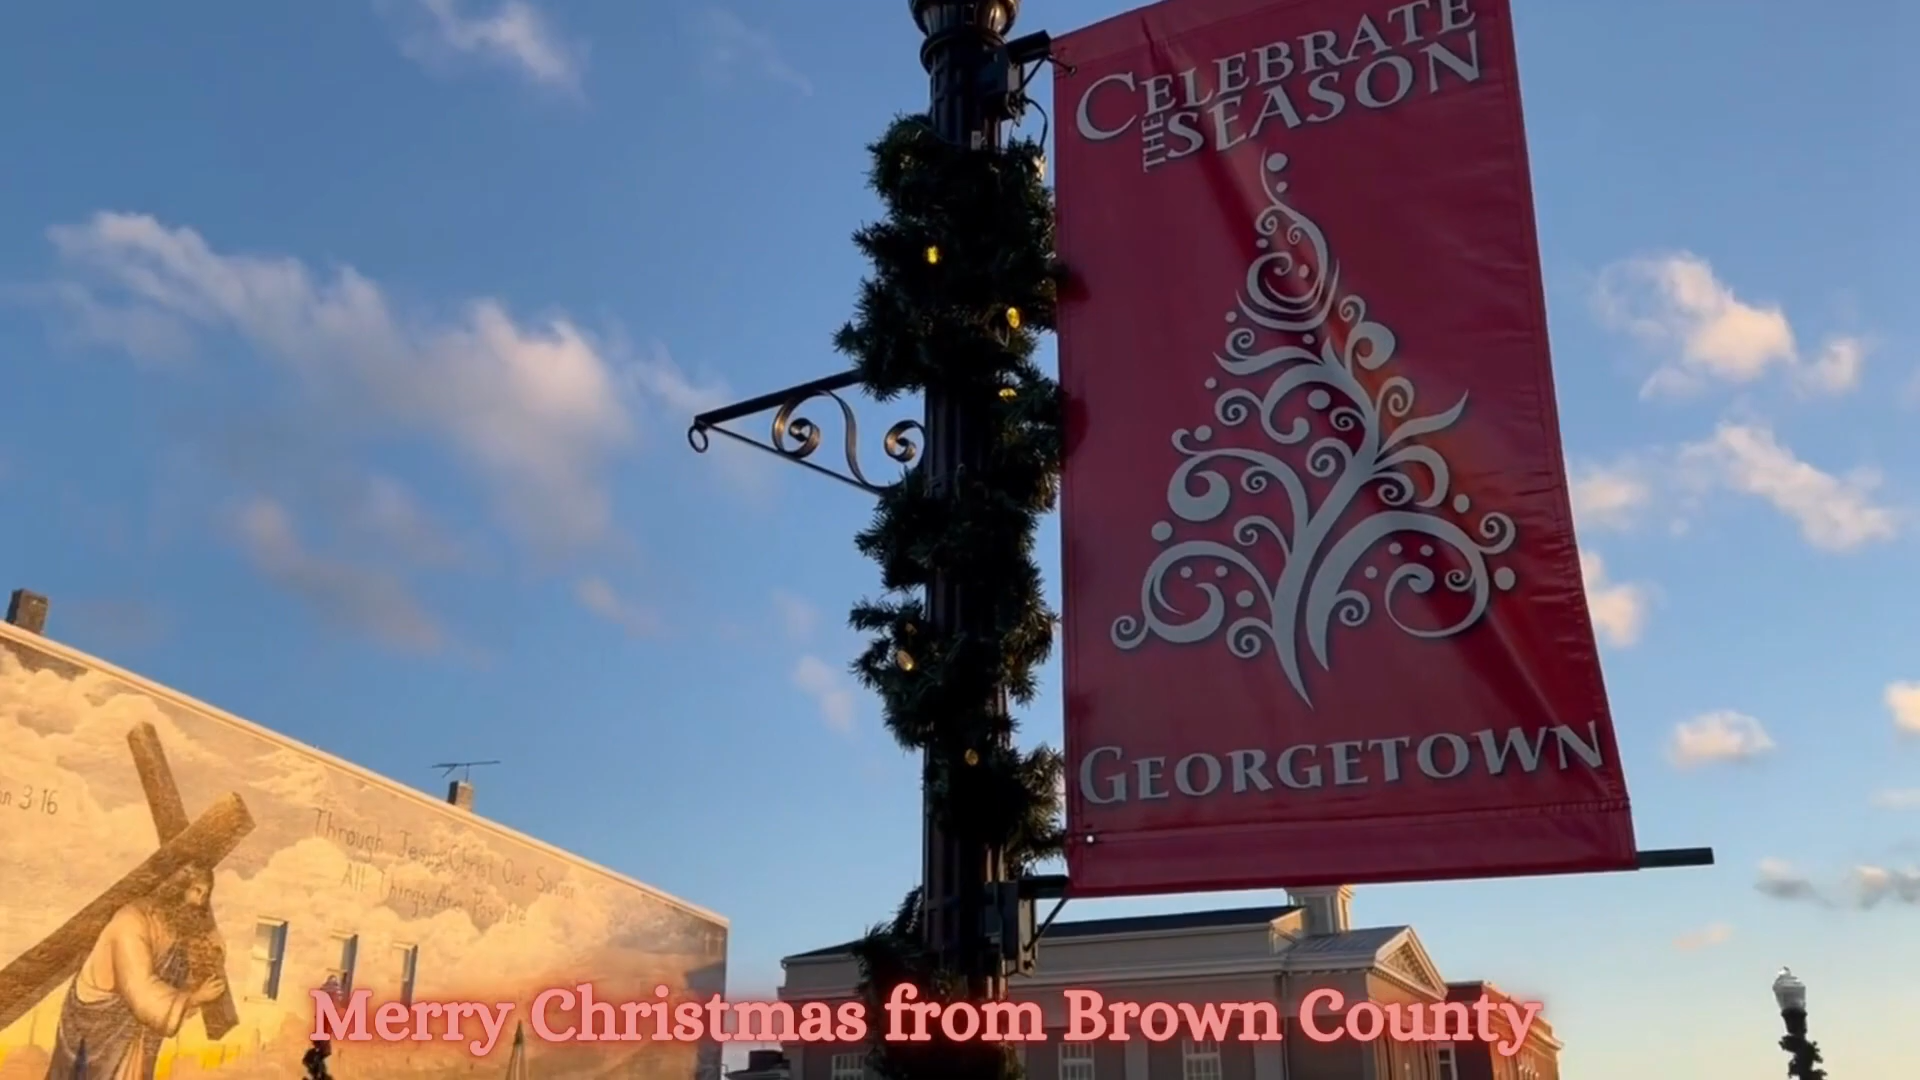 CELEBRATE
THE SEASON
GEORGETOWN
3:16
Through Jesus Christ Our Savior
All Things Are Possible
Merry Christmas from Brown County